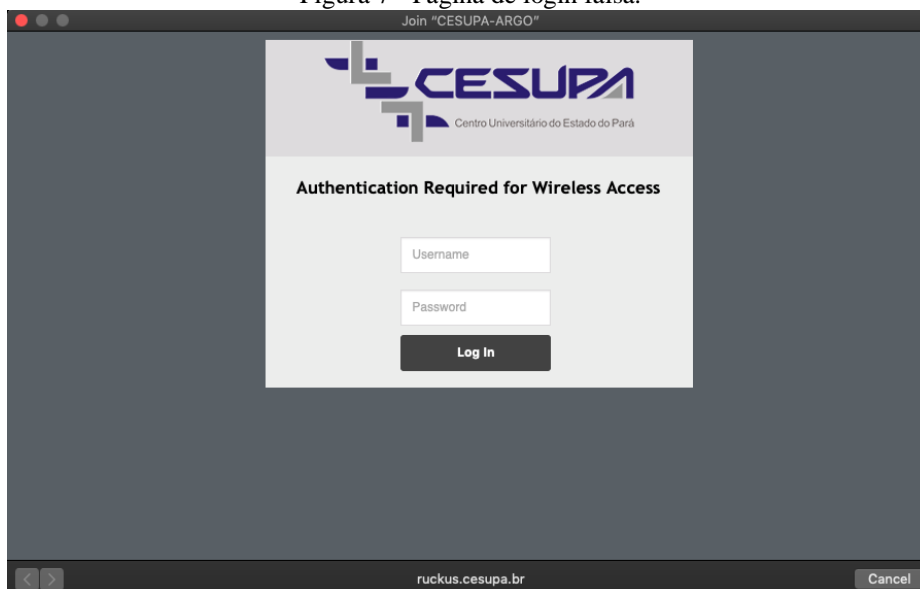 Figura 7 - Página de login falsa.
Join "CESUPA-ARGO"
CESUPA
Centro Universitário do Estado do Pará
Authentication Required for Wireless Access
Username
Password
Log In
ruckus.cesupa.br
Cancel